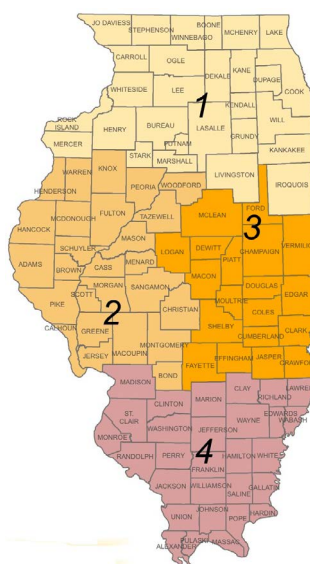 JO DAVIESS
STEPHENSON
WINNEBAGO
BOONE
MCHENRY
LAKE
CARROLL
OGLE
DEKALB
KANE
COOK
DUPAGE
WHITESIDE
LEE
KENDALL
1
ROCK
ISLAND
HENRY
BUREAU
LASALLE
GRUNDY
WILL
MERCER
PUTNAM
KANKAKEE
STARK
MARSHALL
KNOX
WARREN
HENDERSON
PEORIA
WOODFORD
LIVINGSTON
IROQUOIS
FORD
MCLEAN
3
FULTON
TAZEWELL
MCDONOUGH
HANCOCK
MASON
SCHUYLER
LOGAN
DEWITT
CHAMPAIGN
VERMILIO
PIATT
ADAMS
BROWN
CASS
MENARD
MACON
MORGAN
SANGAMON
DOUGLAS
EDGAR
SCOTT
PIKE
2
CHRISTIAN
MOULTRIE
COLES
CALHOUN
GREENE
SHELBY
CUMBERLAND
CLARK
MACOUPIN
MONTGOMERY
JERSEY
FAYETTE
EFFINGHAM
JASPER
CRAWFO
BOND
MADISON
CLAY
RICHLAND
LAWRE
CLINTON
MARION
ST.
CLAIR
WAYNE
EDWARDS
WABASH
WASHINGTON
JEFFERSON
MONROE
4
RANDOLPH
PERRY
HAMILTON
WHITE
FRANKLIN
JACKSON
WILLIAMSON
SALINE
GALLATIN
UNION
JOHNSON
POPE
HARDIN
PULASKI
ALEXANDER
MASSAC